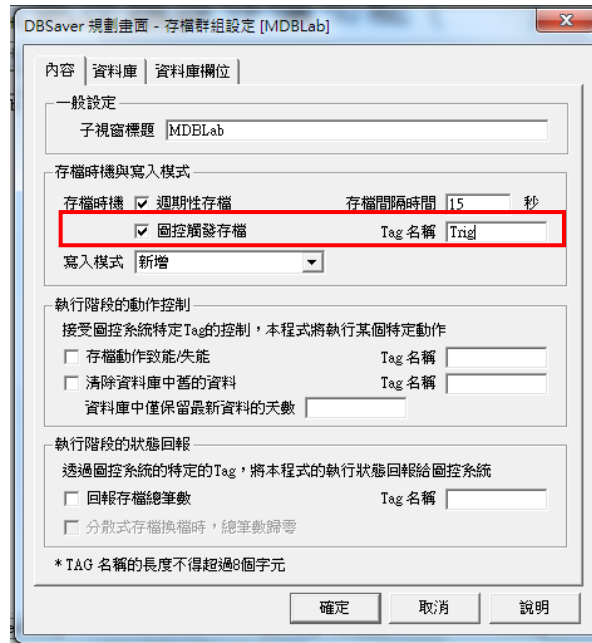 DBSaver 規劃畫面 - 存檔群組設定 [MDBLab]
內容 資料庫 資料庫欄位
一般設定
子視窗標題 MDBLab
存檔時機與寫入模式
存檔時機 週期性存檔 存檔間隔時間 15 秒
圖控觸發存檔 Tag 名稱 Trig
寫入模式 新增
執行階段的動作控制
接受圖控系統特定Tag的控制，本程式將執行某個特定動作
存檔動作致能/失能 Tag 名稱
清除資料庫中舊的資料 Tag 名稱
資料庫中僅保留最新資料的天數
執行階段的狀態回報
透過圖控系統的特定的Tag，將本程式的執行狀態回報給圖控系統
回報存檔總筆數 Tag 名稱
分散式存檔換檔時，總筆數歸零
* TAG 名稱的長度不得超過8個字元
確定 取消 說明